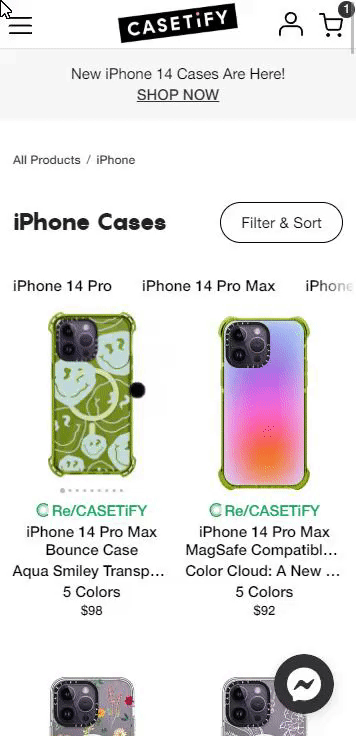 CASETiFY
1
New iPhone 14 Cases Are Here!
SHOP NOW
All Products / iPhone
iPhone Cases
Filter & Sort
iPhone 14 Pro
iPhone 14 Pro Max
iPhone
Re/CASETiFY
iPhone 14 Pro Max
Bounce Case
Aqua Smiley Transp...
5 Colors
$98
Re/CASETiFY
iPhone 14 Pro Max
MagSafe Compatibl...
Color Cloud: A New ...
5 Colors
$92